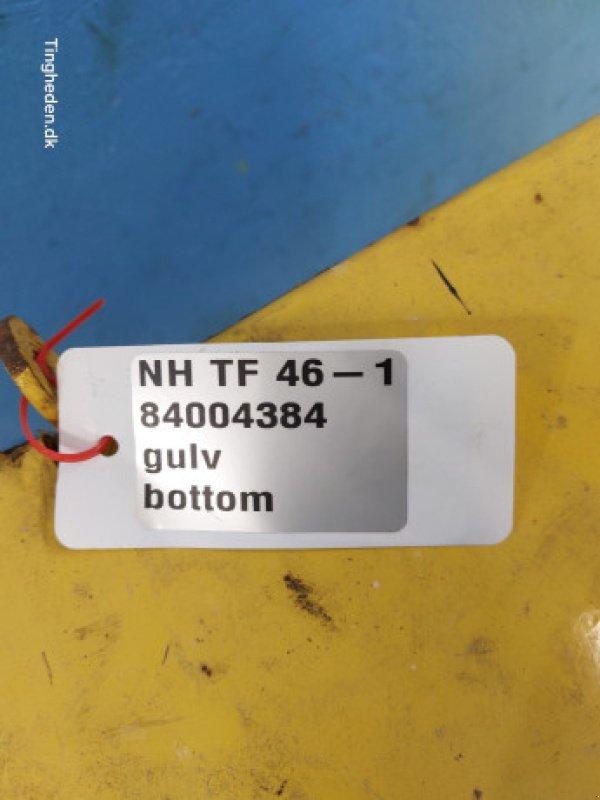 Tingheden.dk
NH TF 46-1
84004384
gulv
bottom